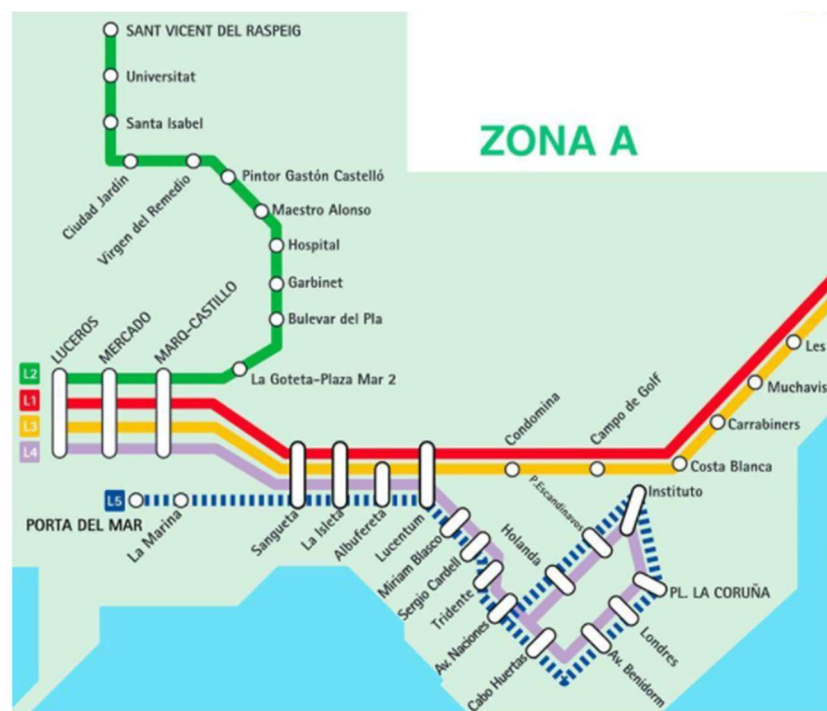 SANT VICENT DEL RASPEIG
Universitat
Santa Isabel
ZONA A
Ciudad Jardín
Virgen del Remedio
Pintor Gastón Castelló
Maestro Alonso
Hospital
Garbinet
Bulevar del Pla
La Goteta-Plaza Mar 2
LUCEROS
MERCADO
MARQ-CASTILLO
L2
L1
L3
L4
L5
PORTA DEL MAR
La Marina
Sangueta
La Isleta
Albufereta
Lucentum
Condomina
Campo de Golf
Les
Muchavis
Carrabiners
Costa Blanca
Miriam Blasco
Sergio Cardell
Tridente
Av. Naciones
Holanda
P.Escandinavos
Instituto
PL. LA CORUÑA
Londres
Av. Benidorm
Cabo Huertas